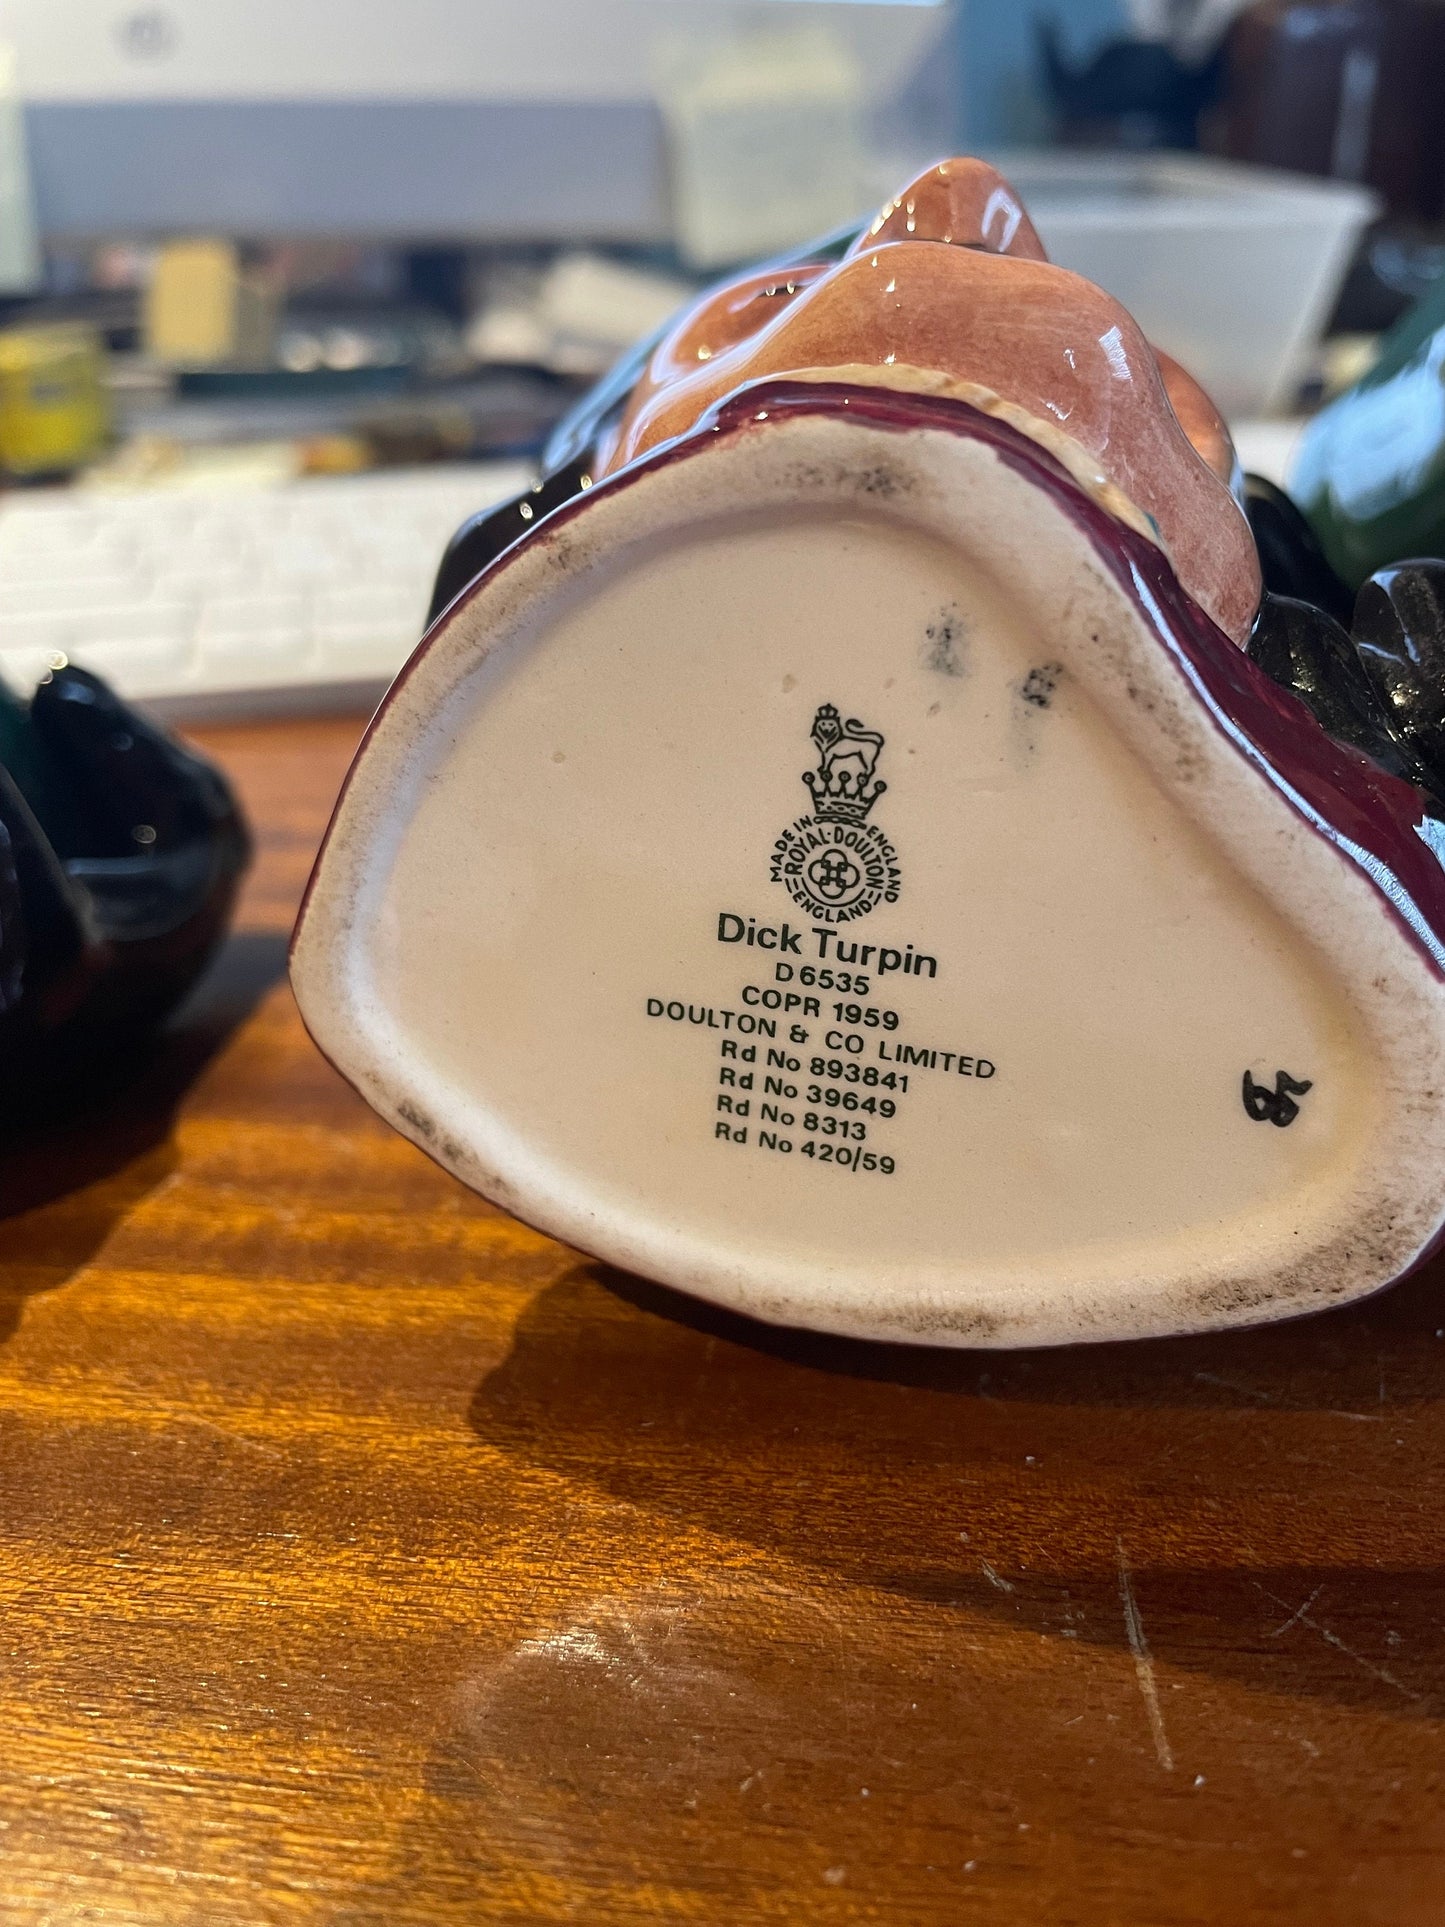 MADE IN ENGLAND
ROYAL·DOULTON
ENGLAND
Dick Turpin
D 6535
COPR 1959
DOULTON & CO LIMITED
Rd No 893841
Rd No 39649
Rd No 8313
Rd No 420/59